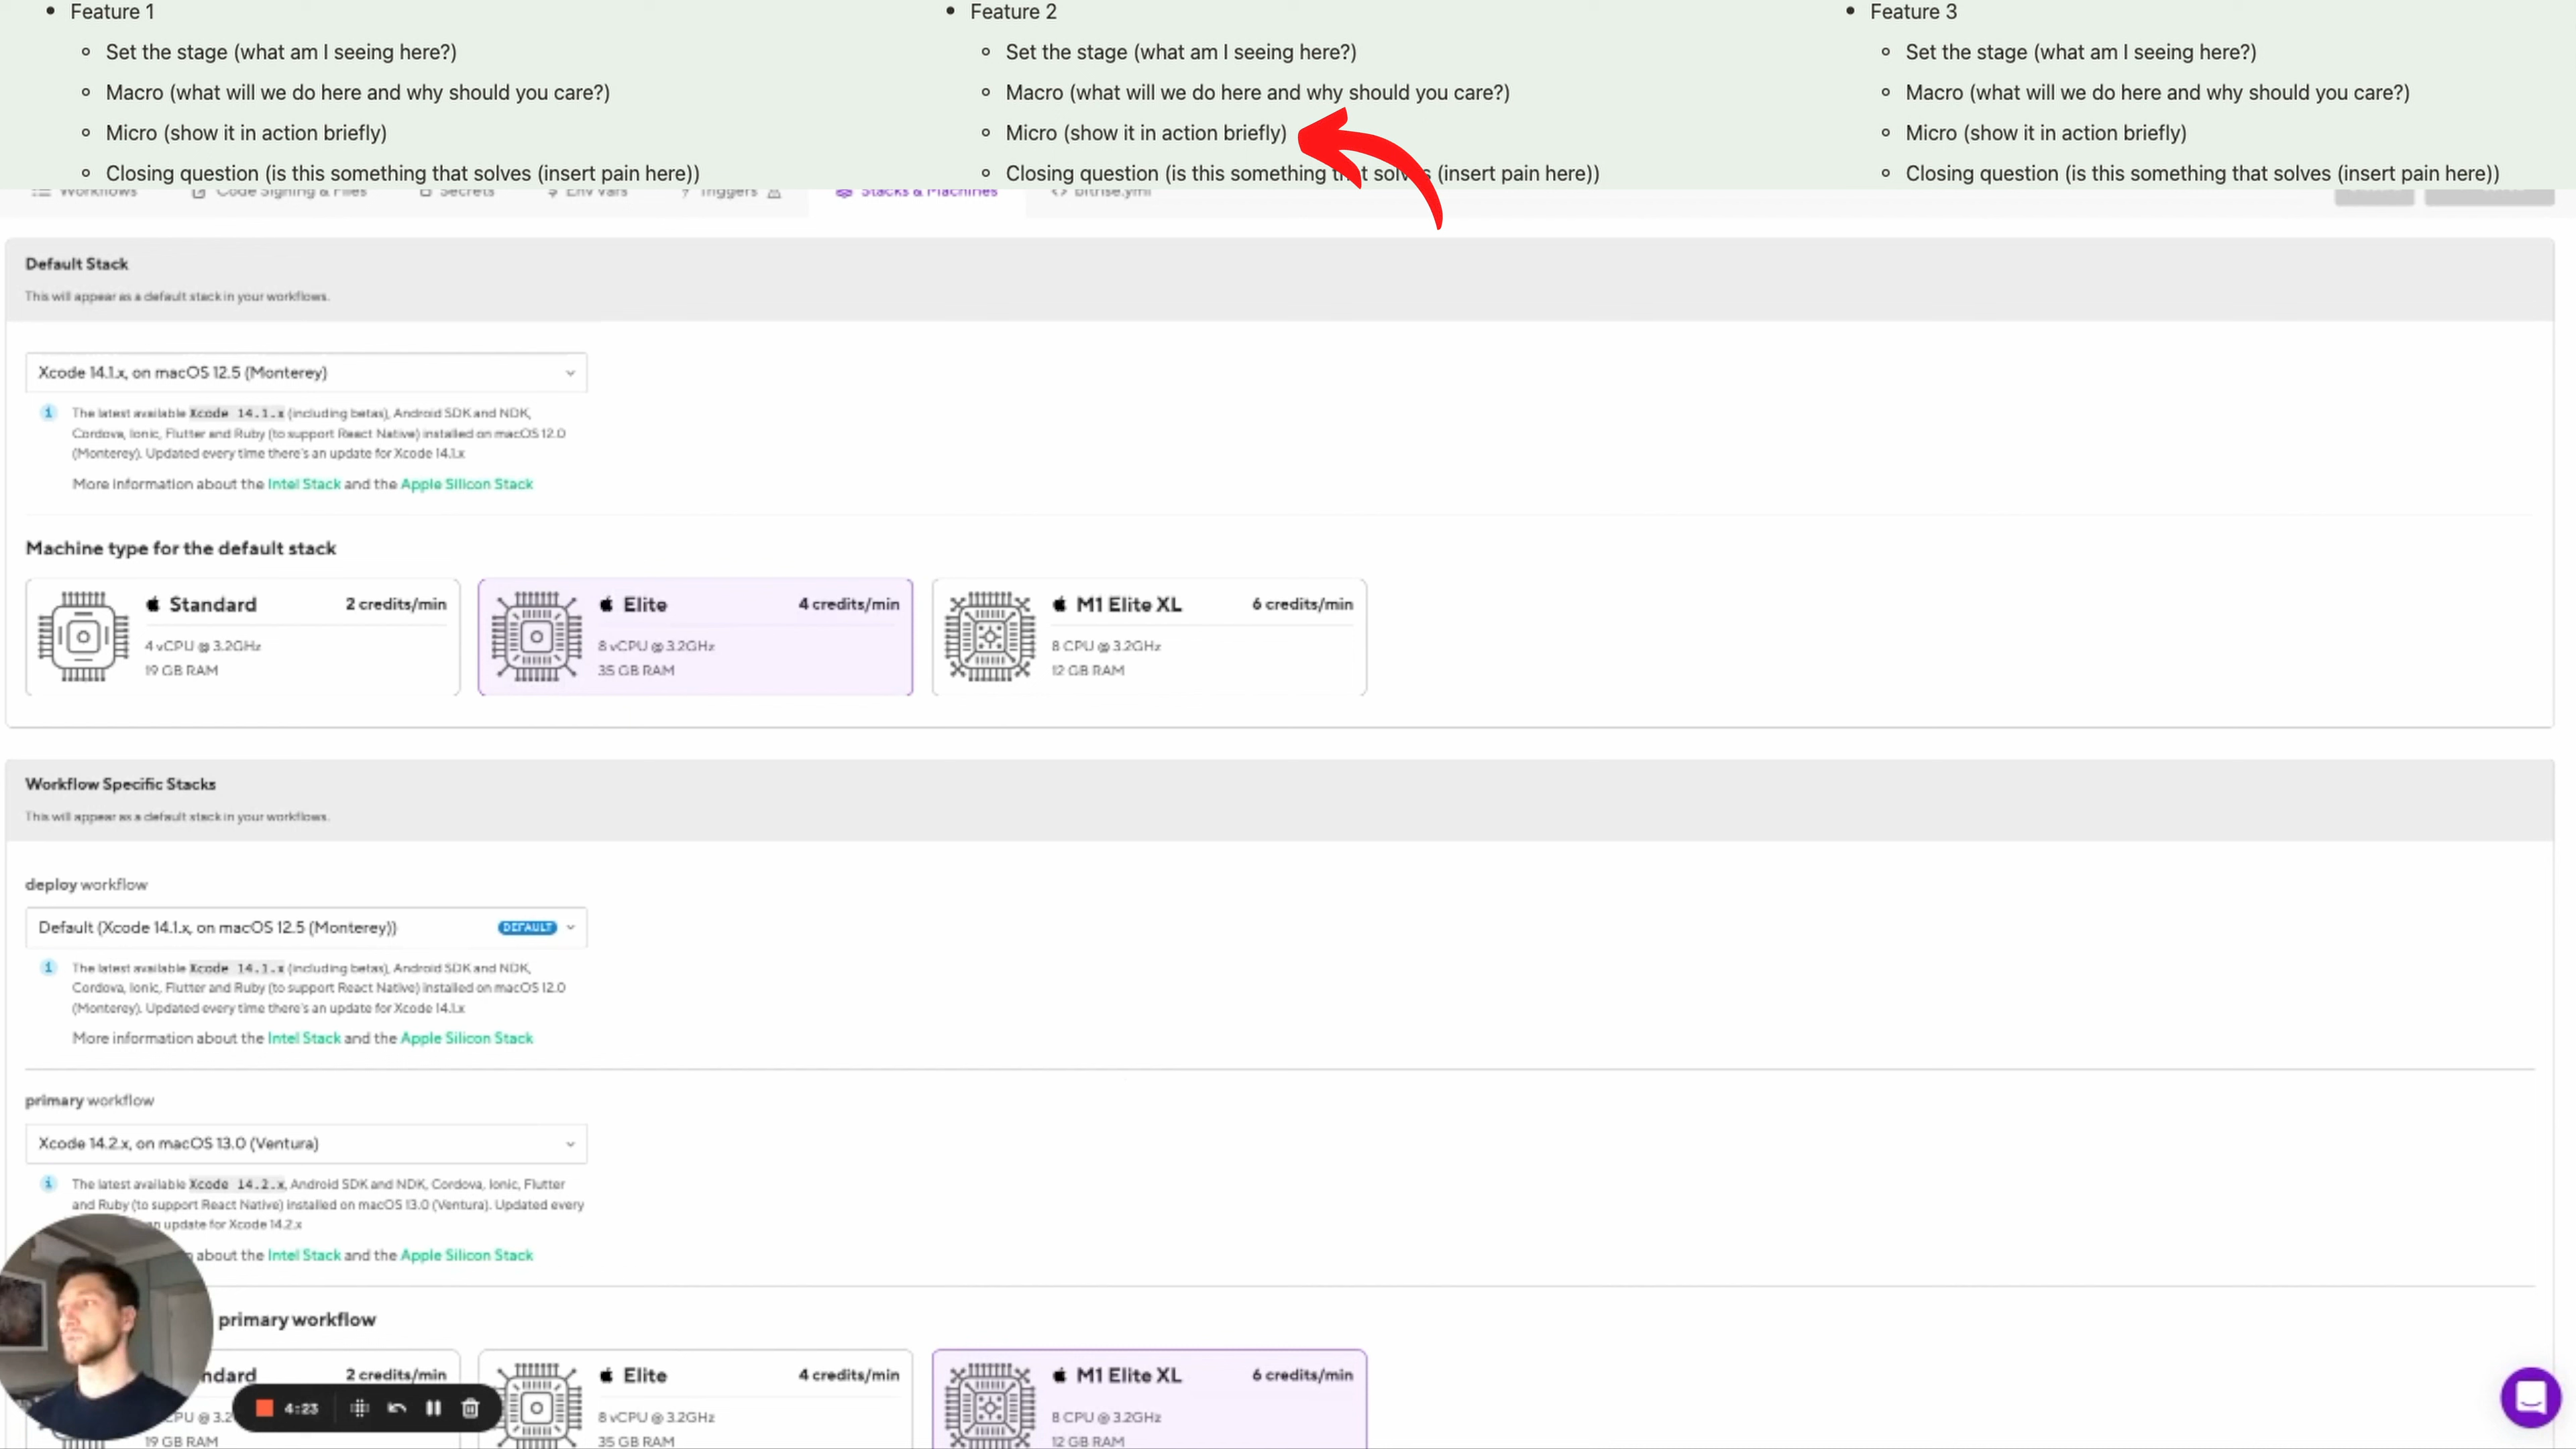 Feature 1
Set the stage (what am I seeing here?)
Macro (what will we do here and why should you care?)
Micro (show it in action briefly)
Closing question (is this something that solves (insert pain here))
Feature 2
Set the stage (what am I seeing here?)
Macro (what will we do here and why should you care?)
Micro (show it in action briefly)
Closing question (is this something that solves (insert pain here))
Feature 3
Set the stage (what am I seeing here?)
Macro (what will we do here and why should you care?)
Micro (show it in action briefly)
Closing question (is this something that solves (insert pain here))
Workflows Code Signing & Files Secrets Env Vars Triggers Stacks & Machines bitrise.yml
Default Stack
This will appear as a default stack in your workflows.
Xcode 14.1.x, on macOS 12.5 (Monterey)
The latest available Xcode 14.1.x (including betas), Android SDK and NDK,
Cordova, Ionic, Flutter and Ruby (to support React Native) installed on macOS 12.0
(Monterey). Updated every time there's an update for Xcode 14.1.x
More information about the Intel Stack and the Apple Silicon Stack
Machine type for the default stack
Standard 2 credits/min
4 vCPU @ 3.2GHz
19 GB RAM
Elite 4 credits/min
8 vCPU @ 3.2GHz
35 GB RAM
M1 Elite XL 6 credits/min
8 CPU @ 3.2GHz
12 GB RAM
Workflow Specific Stacks
This will appear as a default stack in your workflows.
deploy workflow
Default (Xcode 14.1.x, on macOS 12.5 (Monterey)) DEFAULT
The latest available Xcode 14.1.x (including betas), Android SDK and NDK,
Cordova, Ionic, Flutter and Ruby (to support React Native) installed on macOS 12.0
(Monterey). Updated every time there's an update for Xcode 14.1.x
More information about the Intel Stack and the Apple Silicon Stack
primary workflow
Xcode 14.2.x, on macOS 13.0 (Ventura)
The latest available Xcode 14.2.x, Android SDK and NDK, Cordova, Ionic, Flutter
and Ruby (to support React Native) installed on macOS 13.0 (Ventura). Updated every
an update for Xcode 14.2.x
about the Intel Stack and the Apple Silicon Stack
primary workflow
ndard 2 credits/min
CPU @ 3.2
19 GB RAM
Elite 4 credits/min
8 vCPU @ 3.2GHz
35 GB RAM
M1 Elite XL 6 credits/min
8 CPU @ 3.2GHz
12 GB RAM
4:23